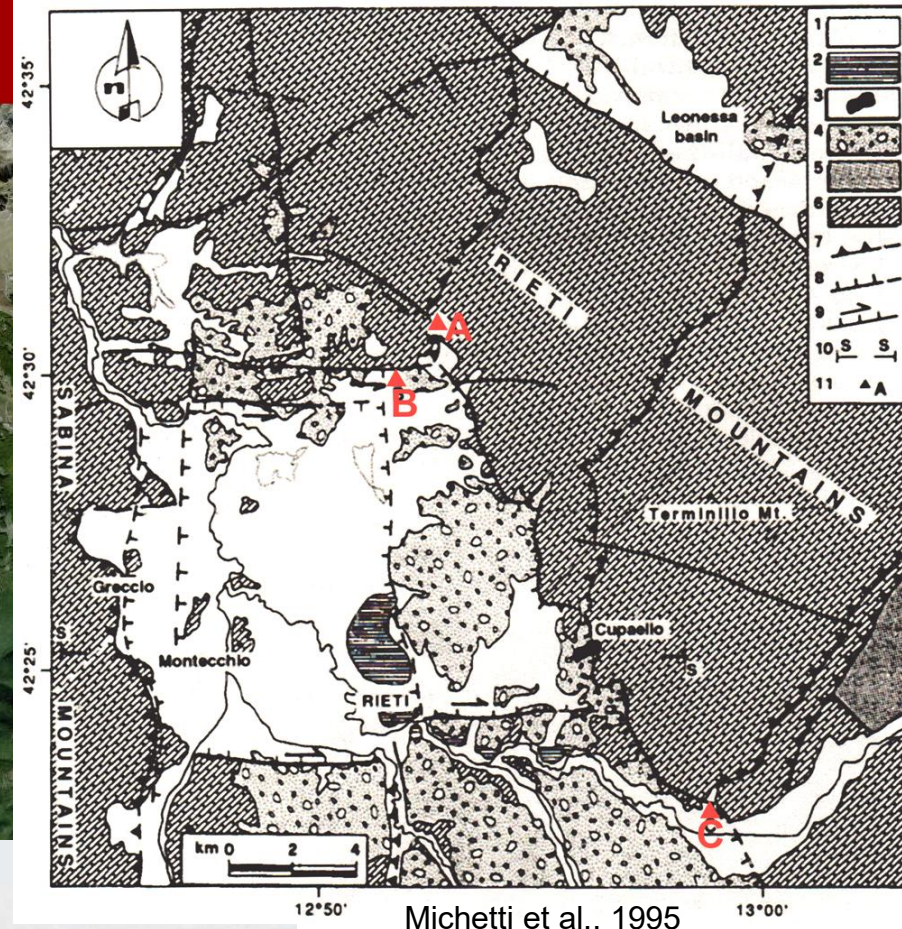 42°35'
42°30'
42°25'
n
Leonessa
basin
1
2
3
4
5
6
7
8
9
10 S S
11 A
RIETI
MOUNTAINS
A
B
SABINA
MOUNTAINS
Terminillo Mt.
Greccio
Montecchio
Cupaello
S
S
RIETI
C
km 0 2 4
12°50'
13°00'
Michetti et al., 1995